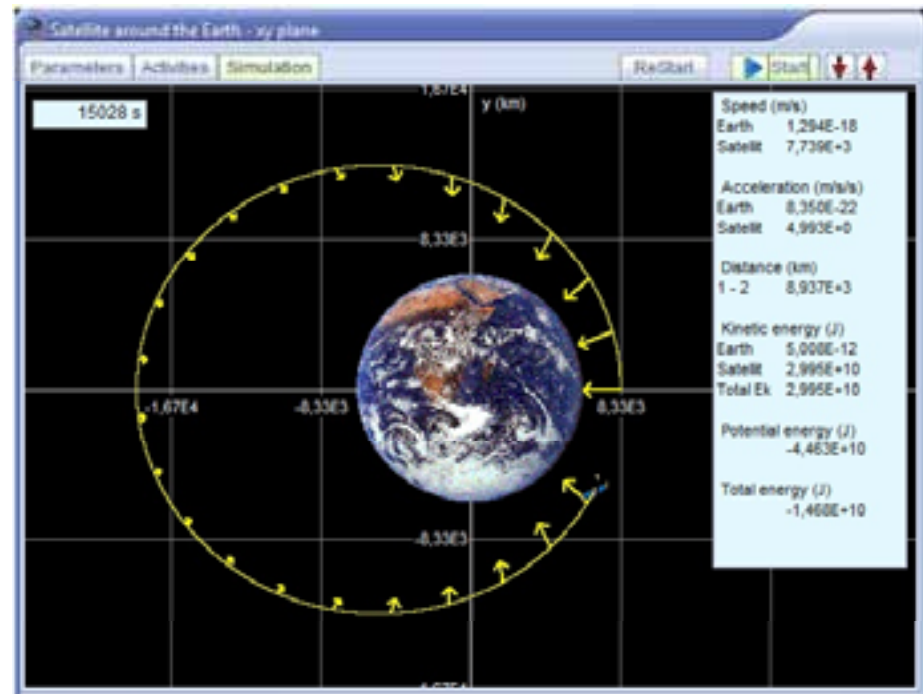 Satellite around the Earth - xy plane
Parameters Activities Simulation ReStart Start
15028 s
1,67E4
y (km)
8,33E3
-1,67E4 -8,33E3 8,33E3
-8,33E3
-1,67E4
Speed (m/s)
Earth 1,294E-18
Satellit 7,739E+3
Acceleration (m/s/s)
Earth 8,350E-22
Satellit 4,993E+0
Distance (km)
1 - 2 8,937E+3
Kinetic energy (J)
Earth 5,008E-12
Satellit 2,995E+10
Total Ek 2,995E+10
Potential energy (J)
-4,463E+10
Total energy (J)
-1,468E+10